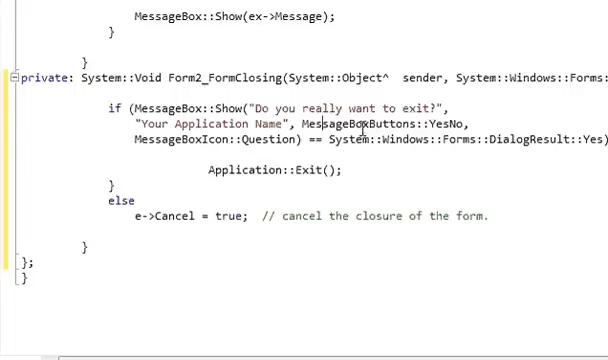 MessageBox::Show(ex->Message);
}
}
private: System::Void Form2_FormClosing(System::Object^  sender, System::Windows::Forms:
if (MessageBox::Show("Do you really want to exit?",
"Your Application Name", MessageBoxButtons::YesNo,
MessageBoxIcon::Question) == System::Windows::Forms::DialogResult::Yes)
Application::Exit();
}
else
e->Cancel = true;  // cancel the closure of the form.
}
};
}